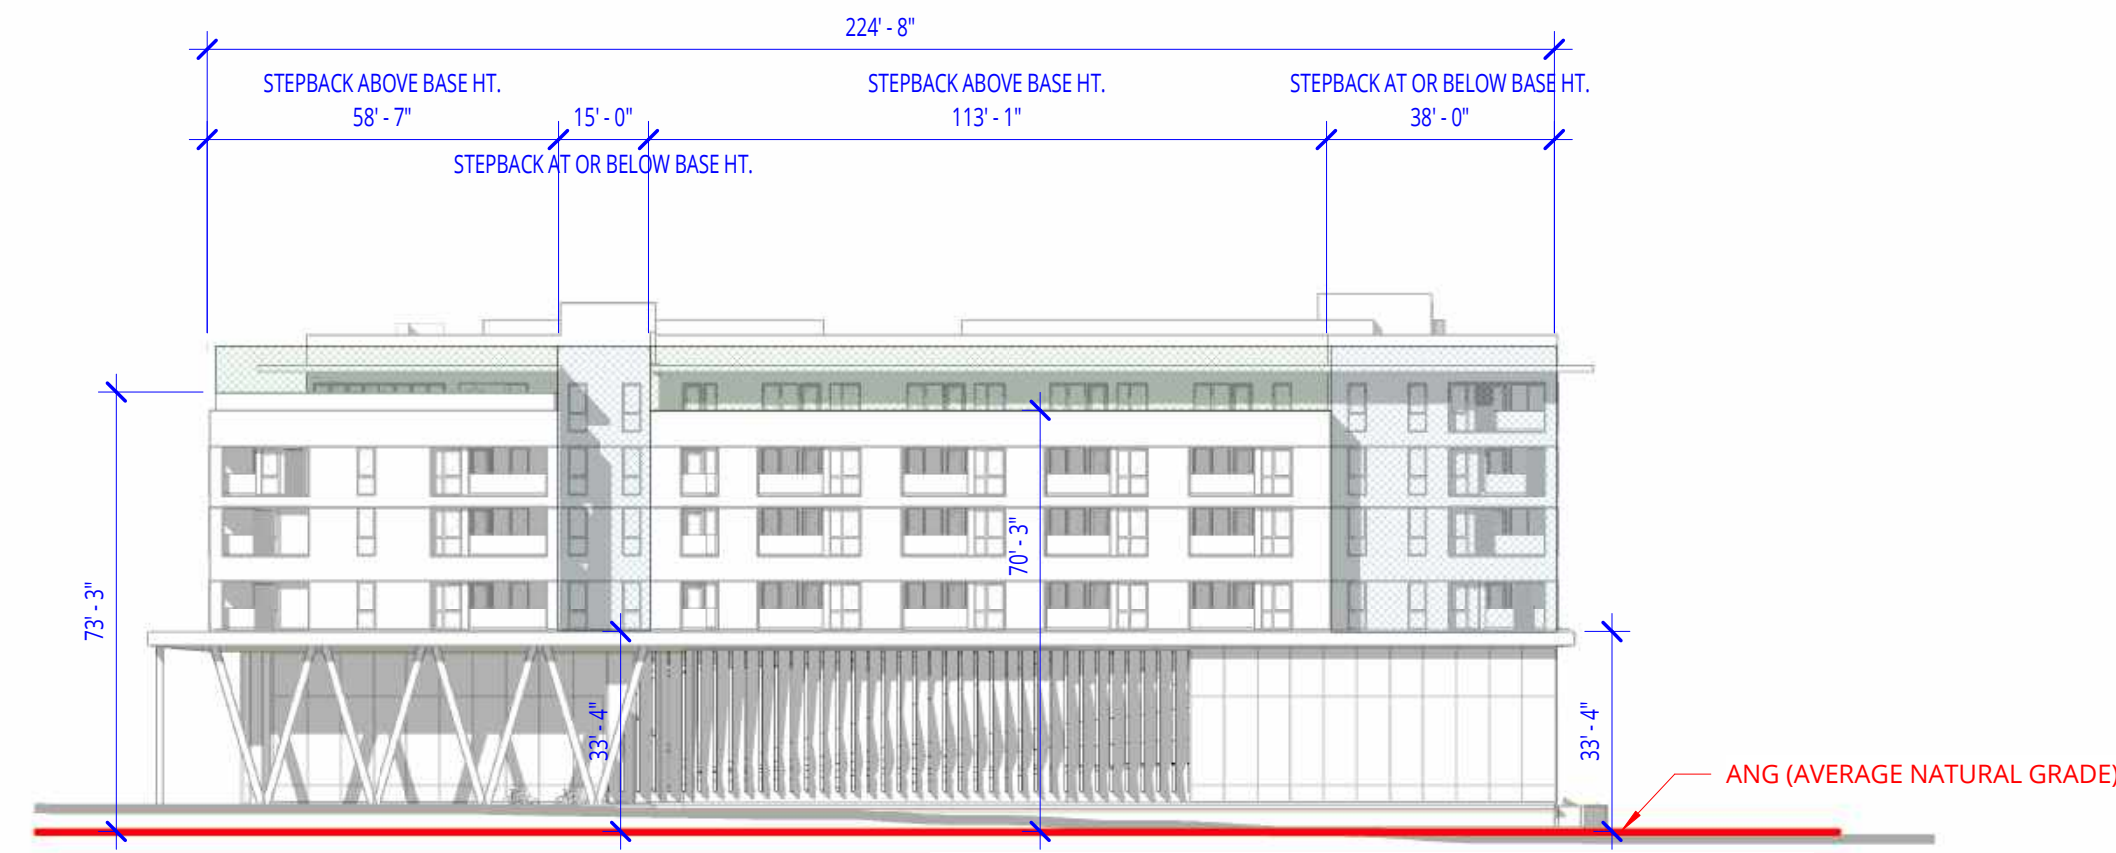 224' - 8"
STEPBACK ABOVE BASE HT.
58' - 7"
15' - 0"
STEPBACK AT OR BELOW BASE HT.
STEPBACK ABOVE BASE HT.
113' - 1"
STEPBACK AT OR BELOW BASE HT.
38' - 0"
73' - 3"
33' - 4"
70' - 3"
33' - 4"
ANG (AVERAGE NATURAL GRADE)